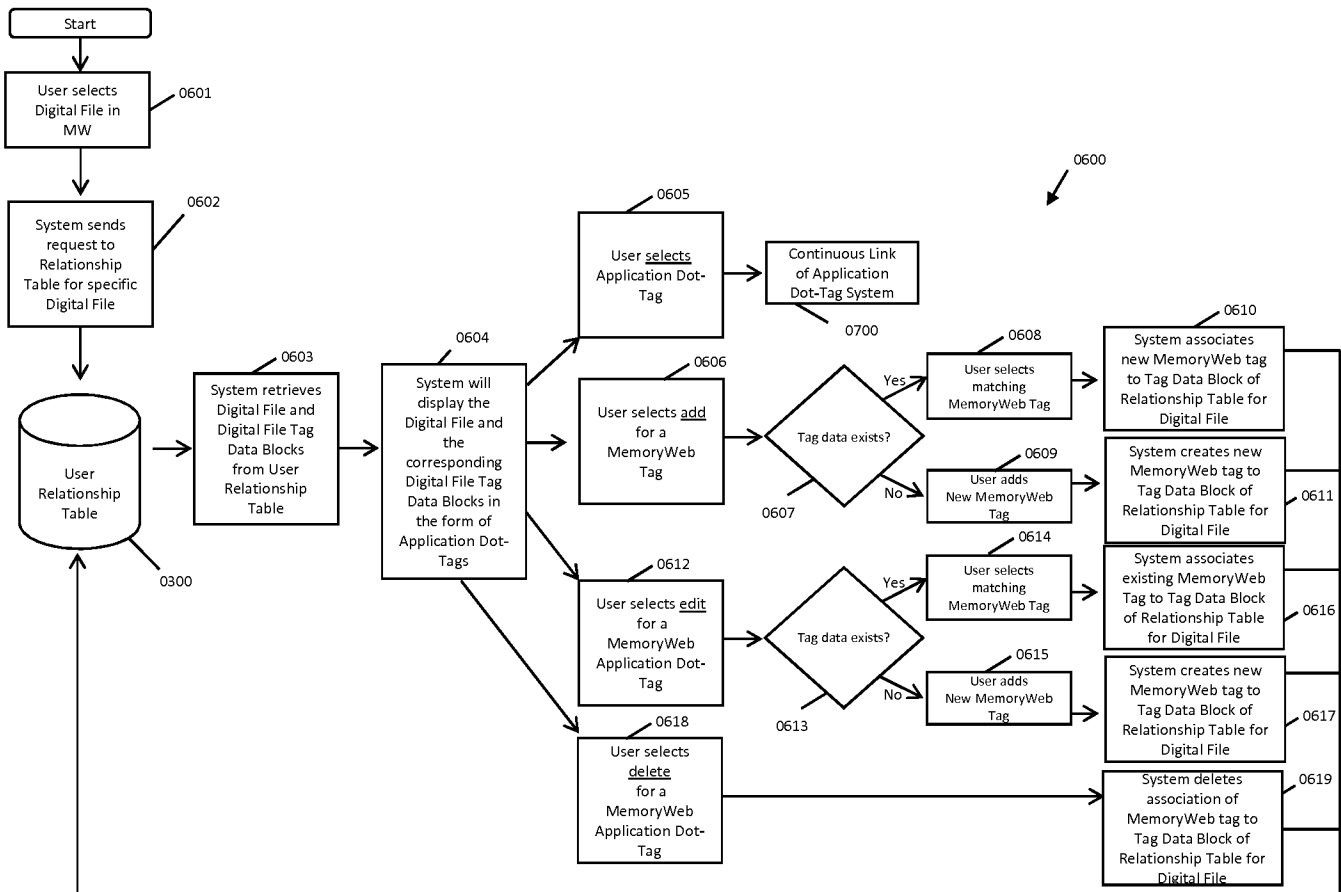 Start
User selects
Digital File in
MW
0601
System sends
request to
Relationship
Table for specific
Digital File
0602
User
Relationship
Table
0300
0603
System retrieves
Digital File and
Digital File Tag
Data Blocks
from User
Relationship
Table
0604
System will
display the
Digital File and
the
corresponding
Digital File Tag
Data Blocks in
the form of
Application Dot-
Tags
0600
0605
User selects
Application Dot-
Tag
Continuous Link
of Application
Dot-Tag System
0700
0606
User selects add
for a
MemoryWeb
Tag
Tag data exists?
0607
Yes
No
0608
User selects
matching
MemoryWeb Tag
0609
User adds
New MemoryWeb
Tag
0610
System associates
new MemoryWeb tag
to Tag Data Block of
Relationship Table for
Digital File
System creates new
MemoryWeb tag to
Tag Data Block of
Relationship Table for
Digital File
0611
0612
User selects edit
for a
MemoryWeb
Application Dot-
Tag
Tag data exists?
0613
Yes
No
0614
User selects
matching
MemoryWeb Tag
0615
User adds
New MemoryWeb
Tag
System associates
existing MemoryWeb
Tag to Tag Data Block
of Relationship Table
for Digital File
0616
System creates new
MemoryWeb tag to
Tag Data Block of
Relationship Table for
Digital File
0617
0618
User selects
delete
for a
MemoryWeb
Application Dot-
Tag
System deletes
association of
MemoryWeb tag to
Tag Data Block of
Relationship Table for
Digital File
0619